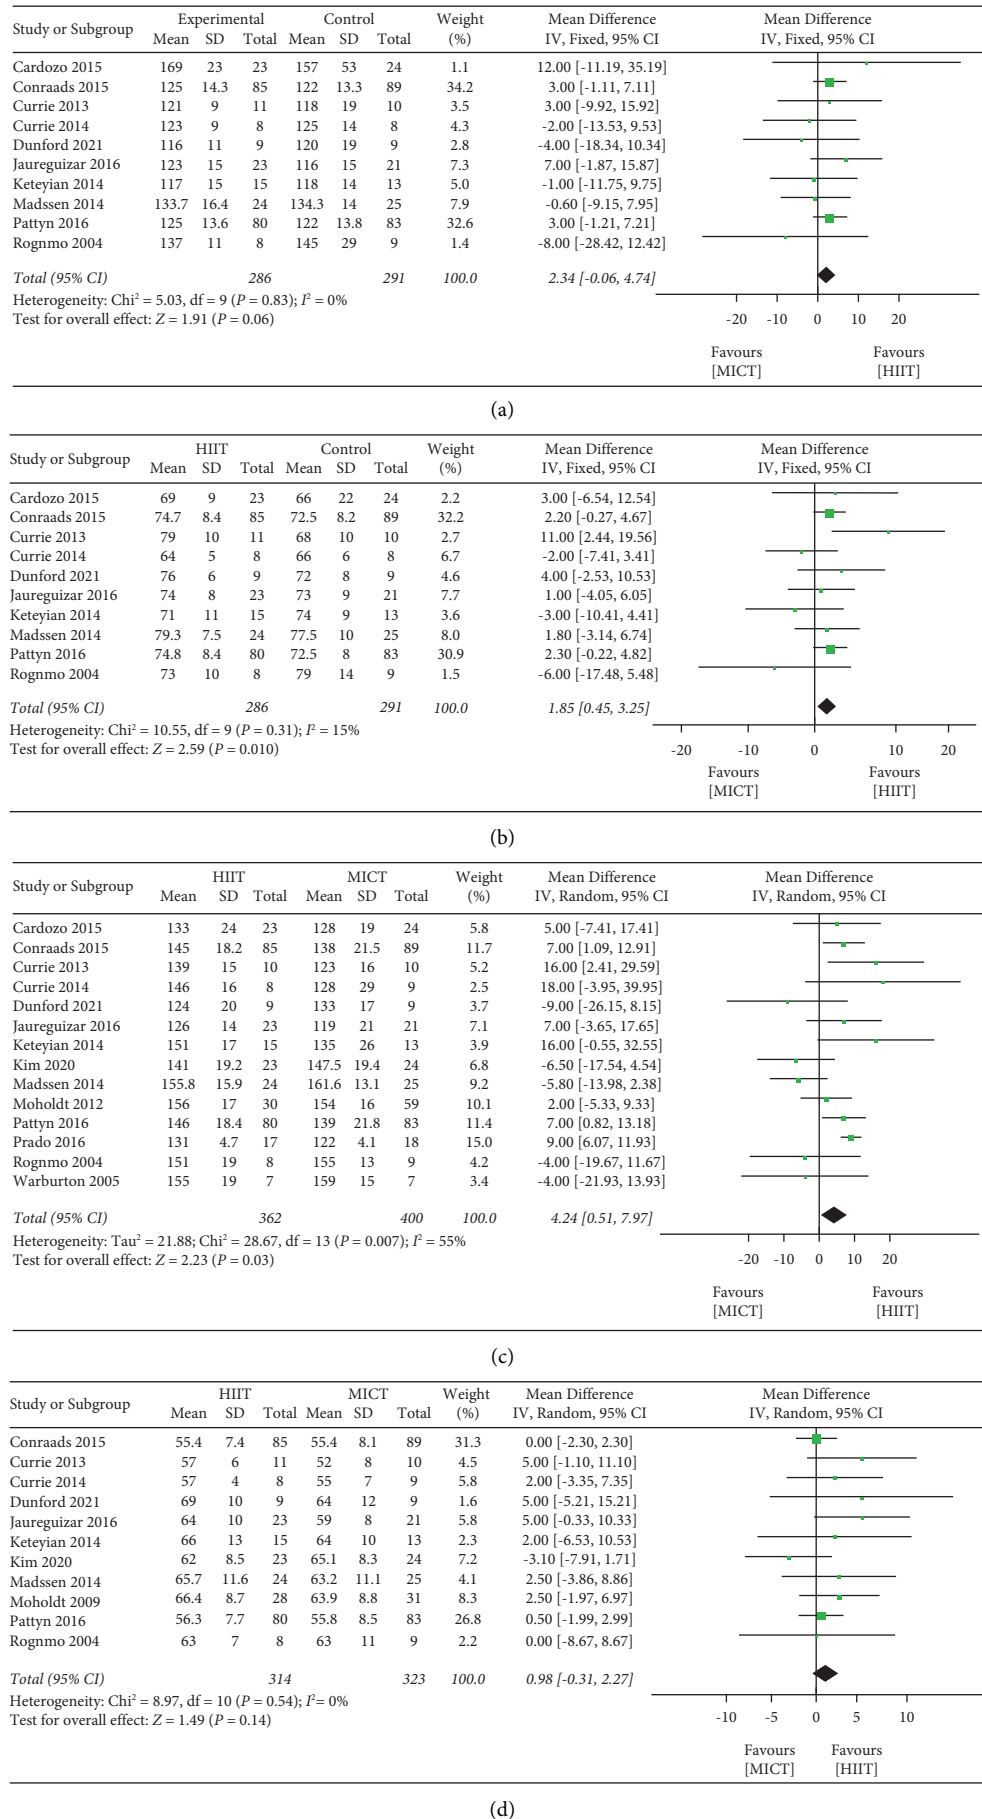 Study or Subgroup Experimental Control Weight (%) Mean Difference IV, Fixed, 95% CI Mean Difference IV, Fixed, 95% CI
Mean SD Total Mean SD Total
Cardozo 2015 169 23 23 157 53 24 1.1 12.00 [-11.19, 35.19]
Conraads 2015 125 14.3 85 122 13.3 89 34.2 3.00 [-1.11, 7.11]
Currie 2013 121 9 11 118 19 10 3.5 3.00 [-9.92, 15.92]
Currie 2014 123 9 8 125 14 8 4.3 -2.00 [-13.53, 9.53]
Dunford 2021 116 11 9 120 19 9 2.8 -4.00 [-18.34, 10.34]
Jaureguizar 2016 123 15 23 116 15 21 7.3 7.00 [-1.87, 15.87]
Keteyian 2014 117 15 15 118 14 13 5.0 -1.00 [-11.75, 9.75]
Madssen 2014 133.7 16.4 24 134.3 14 25 7.9 -0.60 [-9.15, 7.95]
Pattyn 2016 125 13.6 80 122 13.8 83 32.6 3.00 [-1.21, 7.21]
Rognmo 2004 137 11 8 145 29 9 1.4 -8.00 [-28.42, 12.42]
Total (95% CI) 286 291 100.0 2.34 [-0.06, 4.74]
Heterogeneity: Chi² = 5.03, df = 9 (P = 0.83); I² = 0%
Test for overall effect: Z = 1.91 (P = 0.06)
-20 -10 0 10 20
Favours [MICT] Favours [HIIT]
(a)
Study or Subgroup HIIT Control Weight (%) Mean Difference IV, Fixed, 95% CI Mean Difference IV, Fixed, 95% CI
Mean SD Total Mean SD Total
Cardozo 2015 69 9 23 66 22 24 2.2 3.00 [-6.54, 12.54]
Conraads 2015 74.7 8.4 85 72.5 8.2 89 32.2 2.20 [-0.27, 4.67]
Currie 2013 79 10 11 68 10 10 2.7 11.00 [2.44, 19.56]
Currie 2014 64 5 8 66 6 8 6.7 -2.00 [-7.41, 3.41]
Dunford 2021 76 6 9 72 8 9 4.6 4.00 [-2.53, 10.53]
Jaureguizar 2016 74 8 23 73 9 21 7.7 1.00 [-4.05, 6.05]
Keteyian 2014 71 11 15 74 9 13 3.6 -3.00 [-10.41, 4.41]
Madssen 2014 79.3 7.5 24 77.5 10 25 8.0 1.80 [-3.14, 6.74]
Pattyn 2016 74.8 8.4 80 72.5 8 83 30.9 2.30 [-0.22, 4.82]
Rognmo 2004 73 10 8 79 14 9 1.5 -6.00 [-17.48, 5.48]
Total (95% CI) 286 291 100.0 1.85 [0.45, 3.25]
Heterogeneity: Chi² = 10.55, df = 9 (P = 0.31); I² = 15%
Test for overall effect: Z = 2.59 (P = 0.010)
-20 -10 0 10 20
Favours [MICT] Favours [HIIT]
(b)
Study or Subgroup HIIT MICT Weight (%) Mean Difference IV, Random, 95% CI Mean Difference IV, Random, 95% CI
Mean SD Total Mean SD Total
Cardozo 2015 133 24 23 128 19 24 5.8 5.00 [-7.41, 17.41]
Conraads 2015 145 18.2 85 138 21.5 89 11.7 7.00 [1.09, 12.91]
Currie 2013 139 15 10 123 16 10 5.2 16.00 [2.41, 29.59]
Currie 2014 146 16 8 128 29 9 2.5 18.00 [-3.95, 39.95]
Dunford 2021 124 20 9 133 17 9 3.7 -9.00 [-26.15, 8.15]
Jaureguizar 2016 126 14 23 119 21 21 7.1 7.00 [-3.65, 17.65]
Keteyian 2014 151 17 15 135 26 13 3.9 16.00 [-0.55, 32.55]
Kim 2020 141 19.2 23 147.5 19.4 24 6.8 -6.50 [-17.54, 4.54]
Madssen 2014 155.8 15.9 24 161.6 13.1 25 9.2 -5.80 [-13.98, 2.38]
Moholdt 2012 156 17 30 154 16 59 10.1 2.00 [-5.33, 9.33]
Pattyn 2016 146 18.4 80 139 21.8 83 11.4 7.00 [0.82, 13.18]
Prado 2016 131 4.7 17 122 4.1 18 15.0 9.00 [6.07, 11.93]
Rognmo 2004 151 19 8 155 13 9 4.2 -4.00 [-19.67, 11.67]
Warburton 2005 155 19 7 159 15 7 3.4 -4.00 [-21.93, 13.93]
Total (95% CI) 362 400 100.0 4.24 [0.51, 7.97]
Heterogeneity: Tau² = 21.88; Chi² = 28.67, df = 13 (P = 0.007); I² = 55%
Test for overall effect: Z = 2.23 (P = 0.03)
-20 -10 0 10 20
Favours [MICT] Favours [HIIT]
(c)
Study or Subgroup HIIT MICT Weight (%) Mean Difference IV, Random, 95% CI Mean Difference IV, Random, 95% CI
Mean SD Total Mean SD Total
Conraads 2015 55.4 7.4 85 55.4 8.1 89 31.3 0.00 [-2.30, 2.30]
Currie 2013 57 6 11 52 8 10 4.5 5.00 [-1.10, 11.10]
Currie 2014 57 4 8 55 7 9 5.8 2.00 [-3.35, 7.35]
Dunford 2021 69 10 9 64 12 9 1.6 5.00 [-5.21, 15.21]
Jaureguizar 2016 64 10 23 59 8 21 5.8 5.00 [-0.33, 10.33]
Keteyian 2014 66 13 15 64 10 13 2.3 2.00 [-6.53, 10.53]
Kim 2020 62 8.5 23 65.1 8.3 24 7.2 -3.10 [-7.91, 1.71]
Madssen 2014 65.7 11.6 24 63.2 11.1 25 4.1 2.50 [-3.86, 8.86]
Moholdt 2009 66.4 8.7 28 63.9 8.8 31 8.3 2.50 [-1.97, 6.97]
Pattyn 2016 56.3 7.7 80 55.8 8.5 83 26.8 0.50 [-1.99, 2.99]
Rognmo 2004 63 7 8 63 11 9 2.2 0.00 [-8.67, 8.67]
Total (95% CI) 314 323 100.0 0.98 [-0.31, 2.27]
Heterogeneity: Chi² = 8.97, df = 10 (P = 0.54); I²= 0%
Test for overall effect: Z = 1.49 (P = 0.14)
-10 -5 0 5 10
Favours [MICT] Favours [HIIT]
(d)